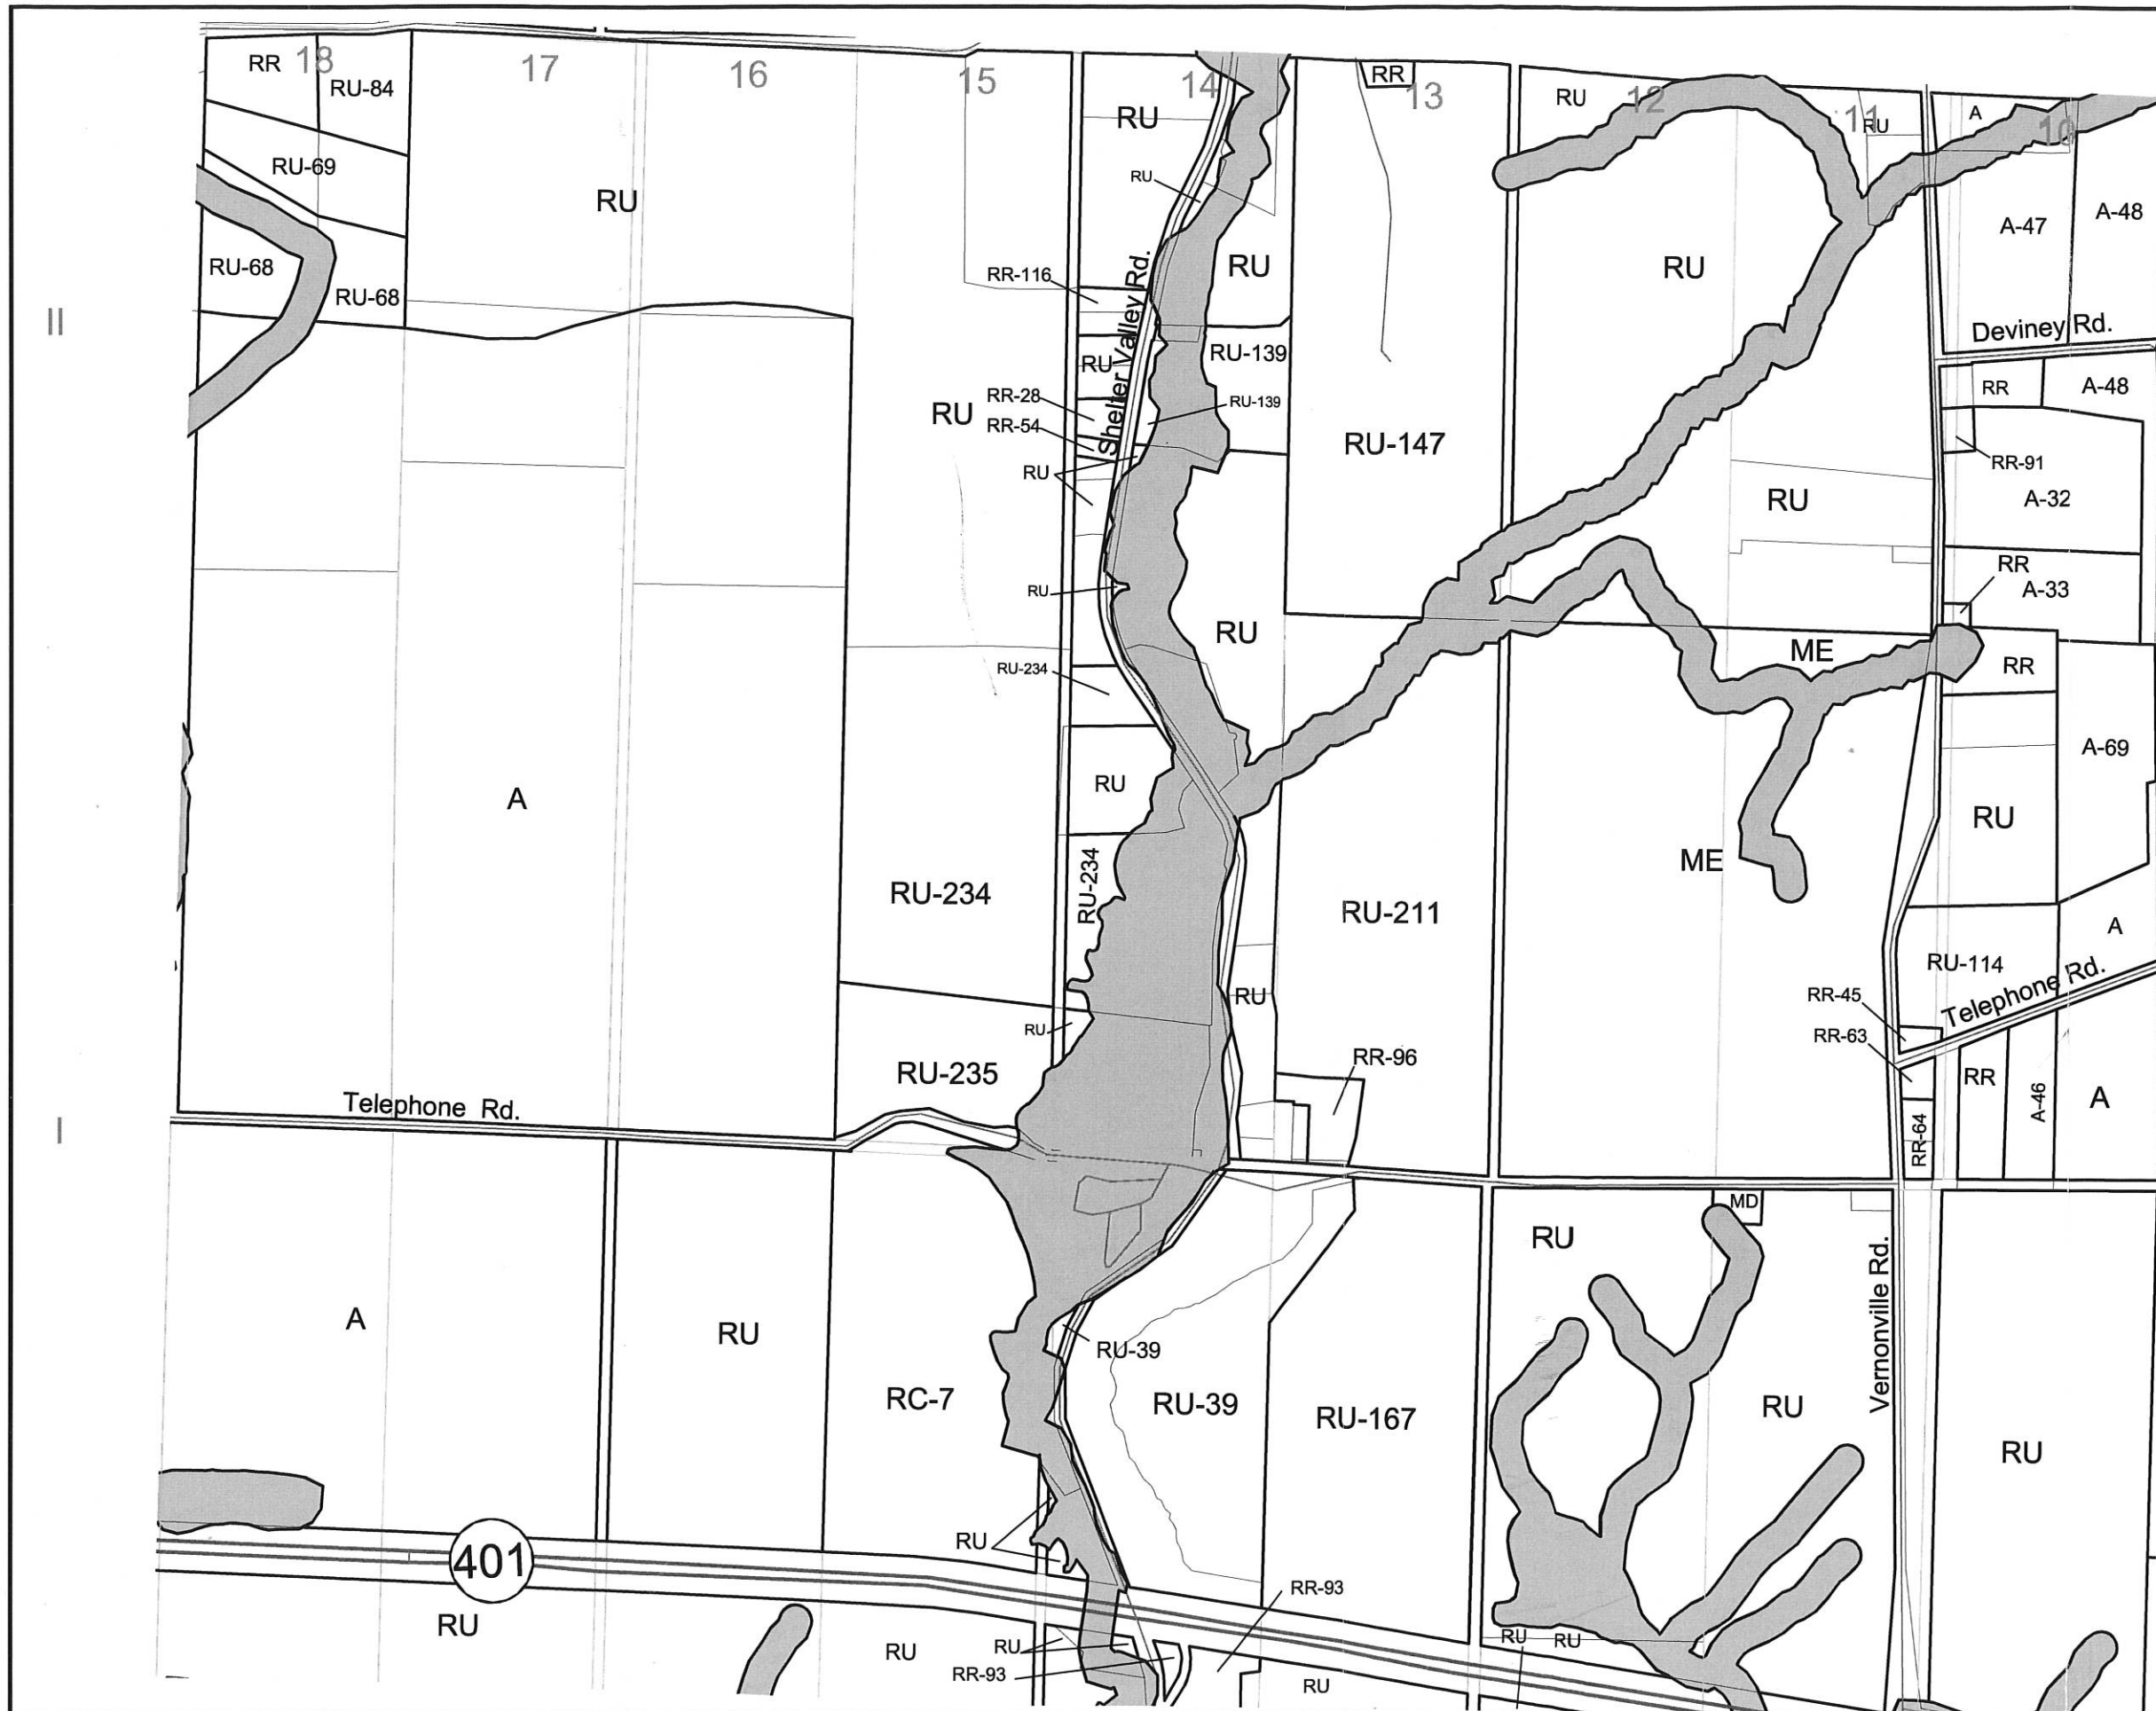 18
17
16
15
14
13
12
11
10
RR
RU-84
RU
RR
RU
RU
A
RU-69
RU
RU
A-47
A-48
RU-68
RU-68
RR-116
Shelter Valley Rd.
RU
RU
II
Deviney Rd.
RU
RU-139
RR-28
RU-139
RR
A-48
RU
RR-54
RU-147
RR-91
RU
RU
A-32
RU
RR
A-33
RU
ME
RR
RU-234
A-69
A
RU
RU
ME
RU-234
RU-234
RU-211
A
RU-114
RU
RR-45
Telephone Rd.
RU
RR-63
RR-96
RU-235
RR
A-46
A
Telephone Rd.
I
RR-64
MD
RU
Vernonville Rd.
A
RU
RU-39
RC-7
RU-39
RU-167
RU
RU
RU
401
RR-93
RU
RU
RU
RU
RU
RR-93
RU